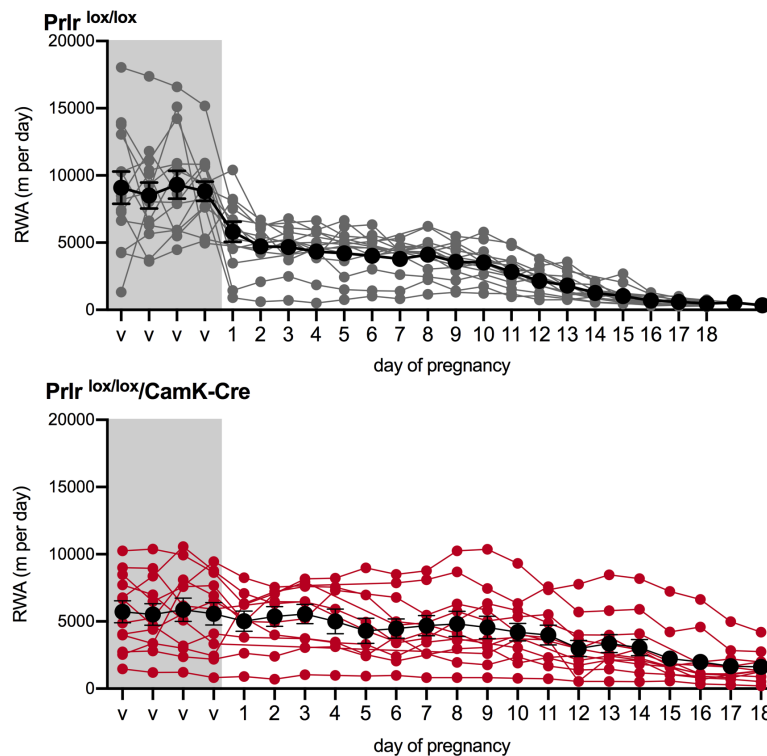 Prlr lox/lox
20000
15000
10000
5000
0
RWA (m per day)
v v v v 1 2 3 4 5 6 7 8 9 10 11 12 13 14 15 16 17 18
day of pregnancy
Prlr lox/lox/CamK-Cre
20000
15000
10000
5000
0
RWA (m per day)
v v v v 1 2 3 4 5 6 7 8 9 10 11 12 13 14 15 16 17 18
day of pregnancy